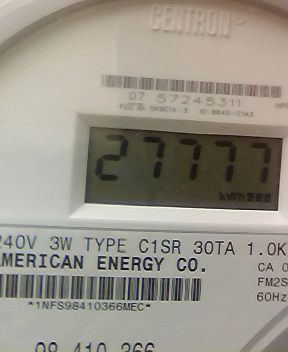 CENTRON®
07 57245311
27777
kWh
240V 3W TYPE C1SR 30TA 1.0K
AMERICAN ENERGY CO.
CA 0
FM2S
60Hz
*1NFS98410366MEC*
98 410 366